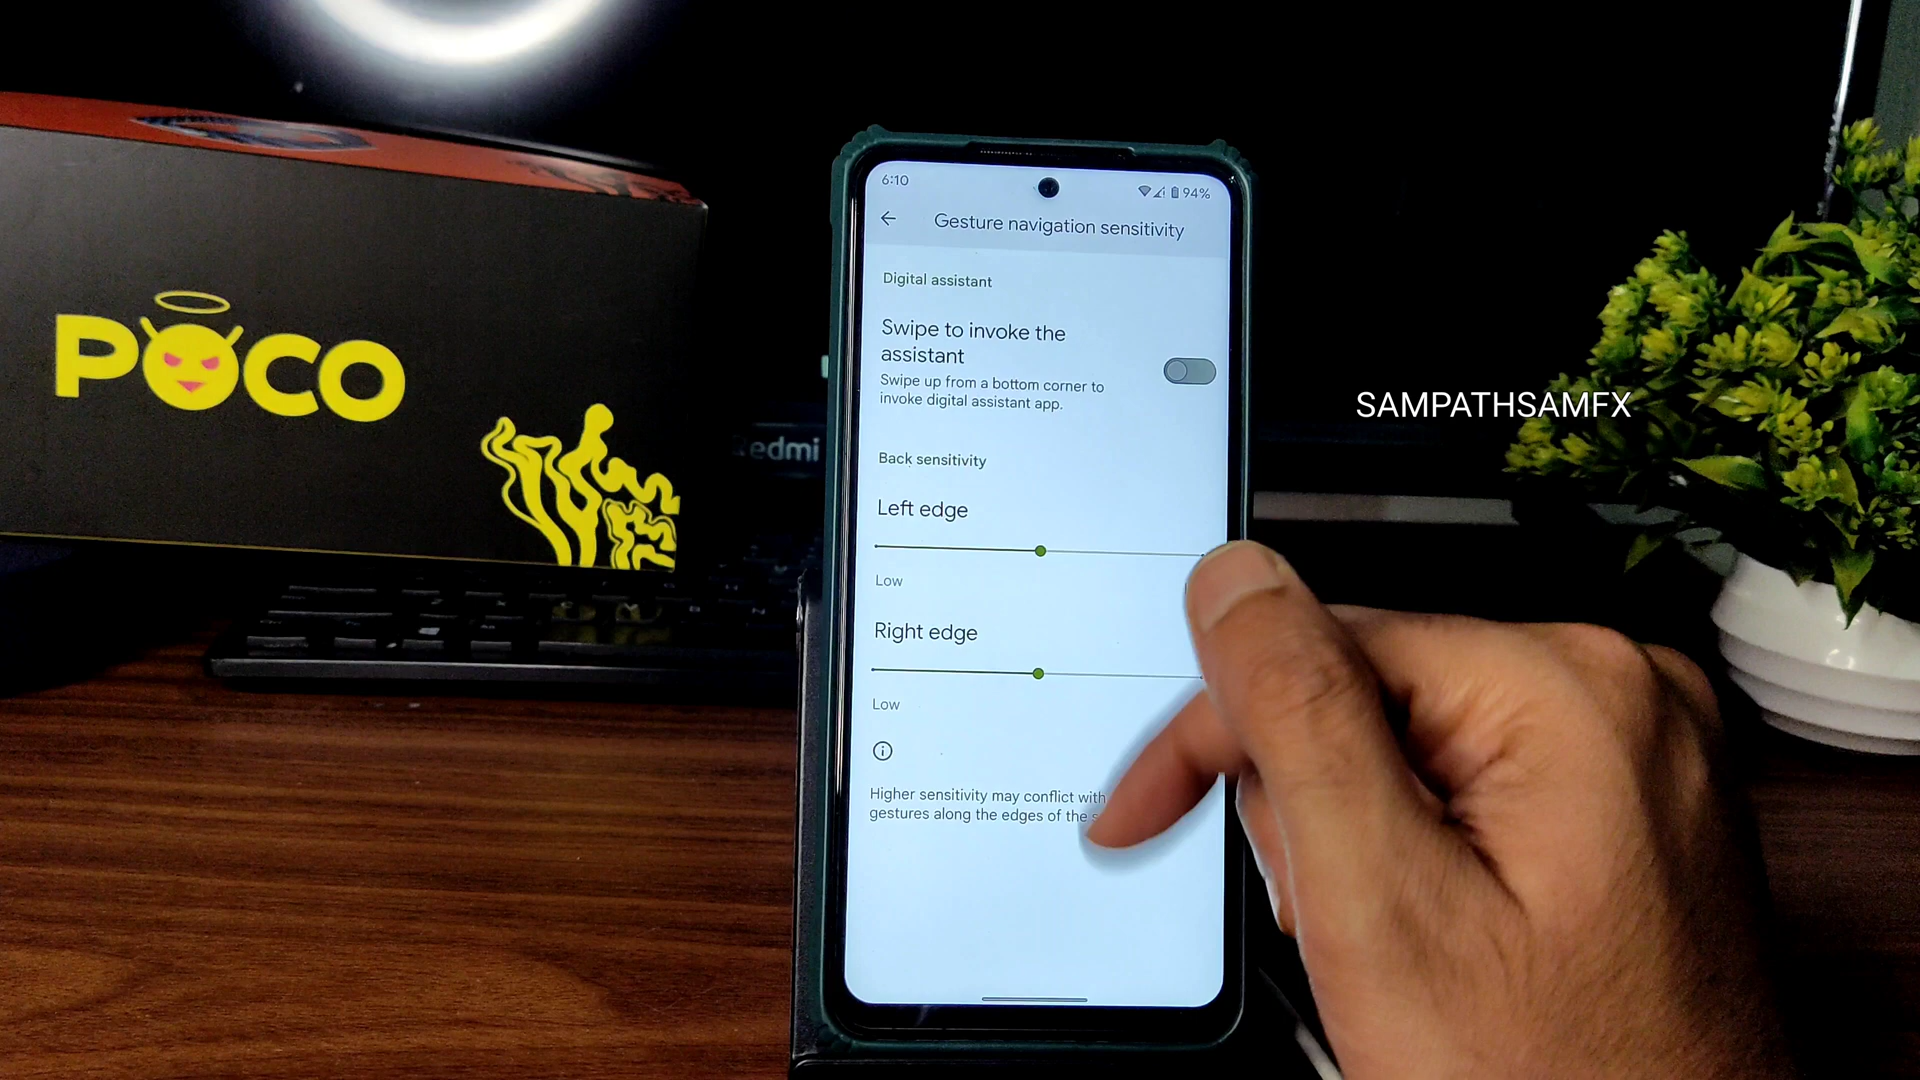 POCO
edmi
6:10
94%
Gesture navigation sensitivity
Digital assistant
Swipe to invoke the
assistant
Swipe up from a bottom corner to
invoke digital assistant app.
Back sensitivity
Left edge
Low
Right edge
Low
Higher sensitivity may conflict with
gestures along the edges of the
SAMPATHSAMFX